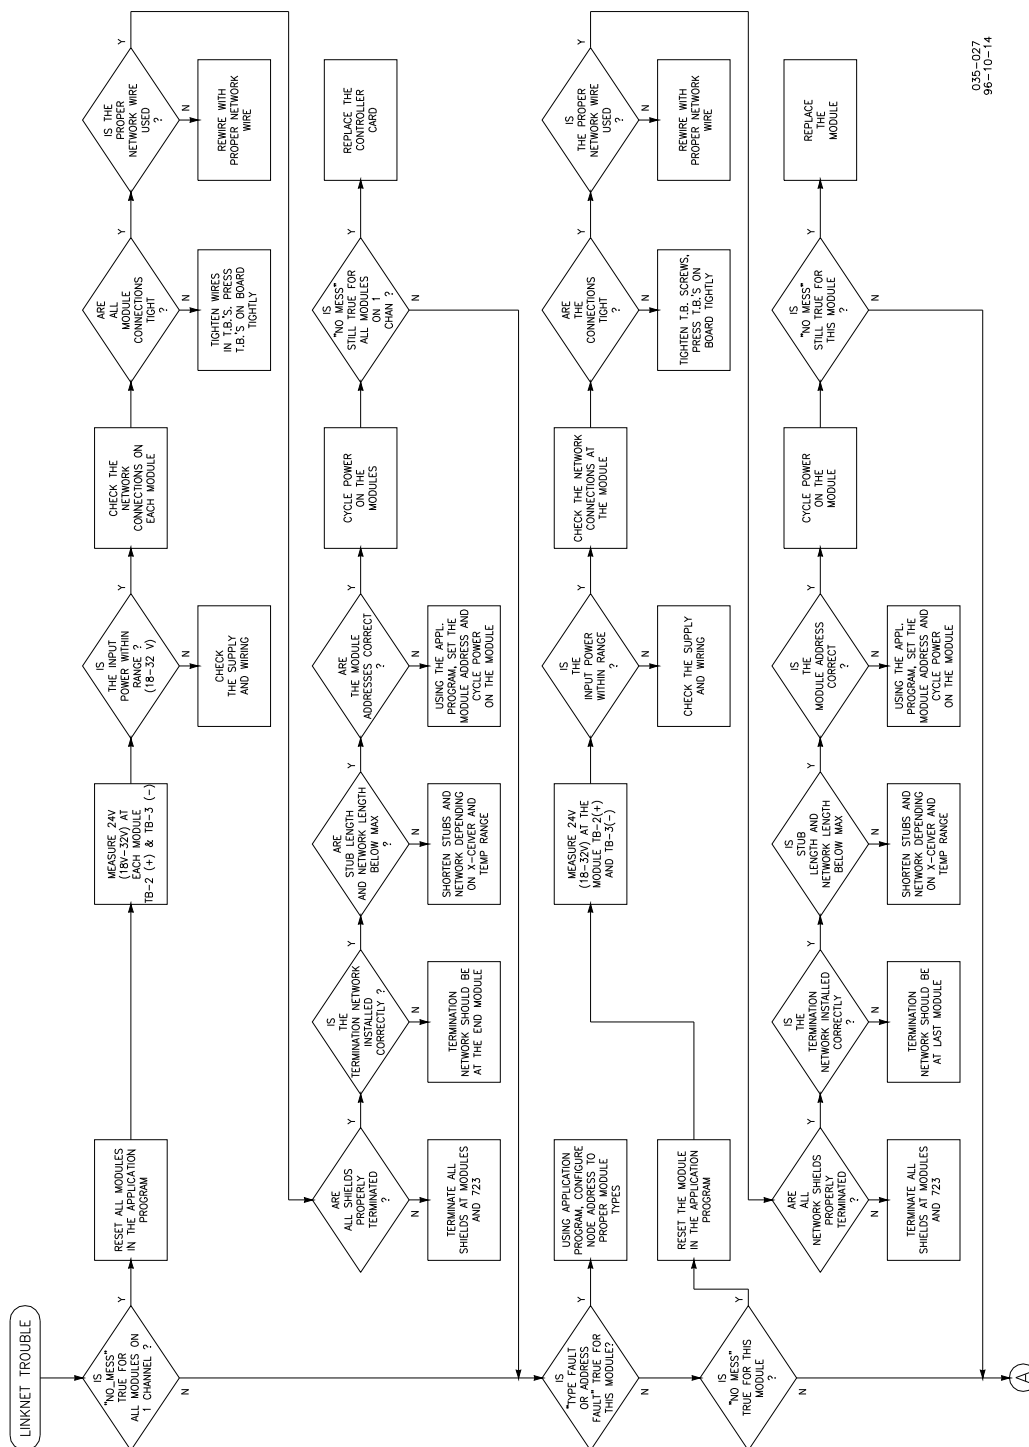 LINKNET TROUBLE
IS
"NO_MESS"
TRUE FOR
ALL MODULES ON
1 CHANNEL ?
Y
N
RESET ALL MODULES
IN THE APPLICATION
PROGRAM
MEASURE 24V
(18V-32V) AT
EACH MODULE
TB-2 (+) & TB-3 (-)
IS
THE INPUT
POWER WITHIN
RANGE ?
(18-32 V)
Y
N
CHECK
THE SUPPLY
AND WIRING
CHECK THE
NETWORK
CONNECTIONS ON
EACH MODULE
ARE
ALL
MODULE
CONNECTIONS
TIGHT
?
Y
N
TIGHTEN WIRES
IN T.B.'S. PRESS
T.B.'S ON BOARD
TIGHTLY
IS THE
PROPER
NETWORK WIRE
USED
?
Y
N
REWIRE WITH
PROPER NETWORK
WIRE
ARE
ALL SHIELDS
PROPERLY
TERMINATED
?
Y
N
TERMINATE ALL
SHIELDS AT MODULES
AND 723
IS
THE
TERMINATION NETWORK
INSTALLED
CORRECTLY ?
Y
N
TERMINATION
NETWORK SHOULD BE
AT THE END MODULE
ARE
STUB LENGTH
AND NETWORK LENGTH
BELOW MAX
?
Y
N
SHORTEN STUBS AND
NETWORK DEPENDING
ON X-CEIVER AND
TEMP RANGE
ARE
THE MODULE
ADDRESSES CORRECT
?
Y
N
USING THE APPL.
PROGRAM, SET THE
MODULE ADDRESS AND
CYCLE POWER
ON THE MODULE
CYCLE POWER
ON THE
MODULES
IS
"NO MESS"
STILL TRUE FOR
ALL MODULES
ON 1
CHAN ?
Y
N
REPLACE THE
CONTROLLER
CARD
IS
"TYPE FAULT
OR ADDRESS
FAULT" TRUE FOR
THIS MODULE?
Y
N
USING APPLICATION
PROGRAM, CONFIGURE
NODE ADDRESS TO
PROPER MODULE
TYPES
IS
"NO MESS"
TRUE FOR THIS
MODULE
?
Y
N
RESET THE MODULE
IN THE APPLICATION
PROGRAM
MEASURE 24V
(18-32V) AT THE
MODULE TB-2(+)
AND TB-3(-)
IS
THE
INPUT POWER
WITHIN RANGE
?
Y
N
CHECK THE SUPPLY
AND WIRING
CHECK THE NETWORK
CONNECTIONS AT
THE MODULE
ARE
THE
CONNECTIONS
TIGHT
?
Y
N
TIGHTEN T.B. SCREWS,
PRESS T.B.'S ON
BOARD TIGHTLY
IS
THE PROPER
NETWORK WIRE
USED
?
Y
N
REWIRE WITH
PROPER NETWORK
WIRE
ARE
ALL
NETWORK SHIELDS
PROPERLY
TERMINATED
?
Y
N
TERMINATE ALL
SHIELDS AT MODULES
AND 723
IS
THE
TERMINATION
NETWORK INSTALLED
CORRECTLY
?
Y
N
TERMINATION
NETWORK SHOULD BE
AT LAST MODULE
IS
STUB
LENGTH AND
NETWORK LENGTH
BELOW MAX
?
Y
N
SHORTEN STUBS AND
NETWORK DEPENDING
ON X-CEIVER AND
TEMP RANGE
IS
THE
MODULE ADDRESS
CORRECT
?
Y
N
USING THE APPL.
PROGRAM, SET THE
MODULE ADDRESS AND
CYCLE POWER
ON THE MODULE
CYCLE POWER
ON THE
MODULE
IS
"NO MESS"
STILL TRUE FOR
THIS MODULE
?
Y
N
REPLACE
THE
MODULE
A
035-027
96-10-14